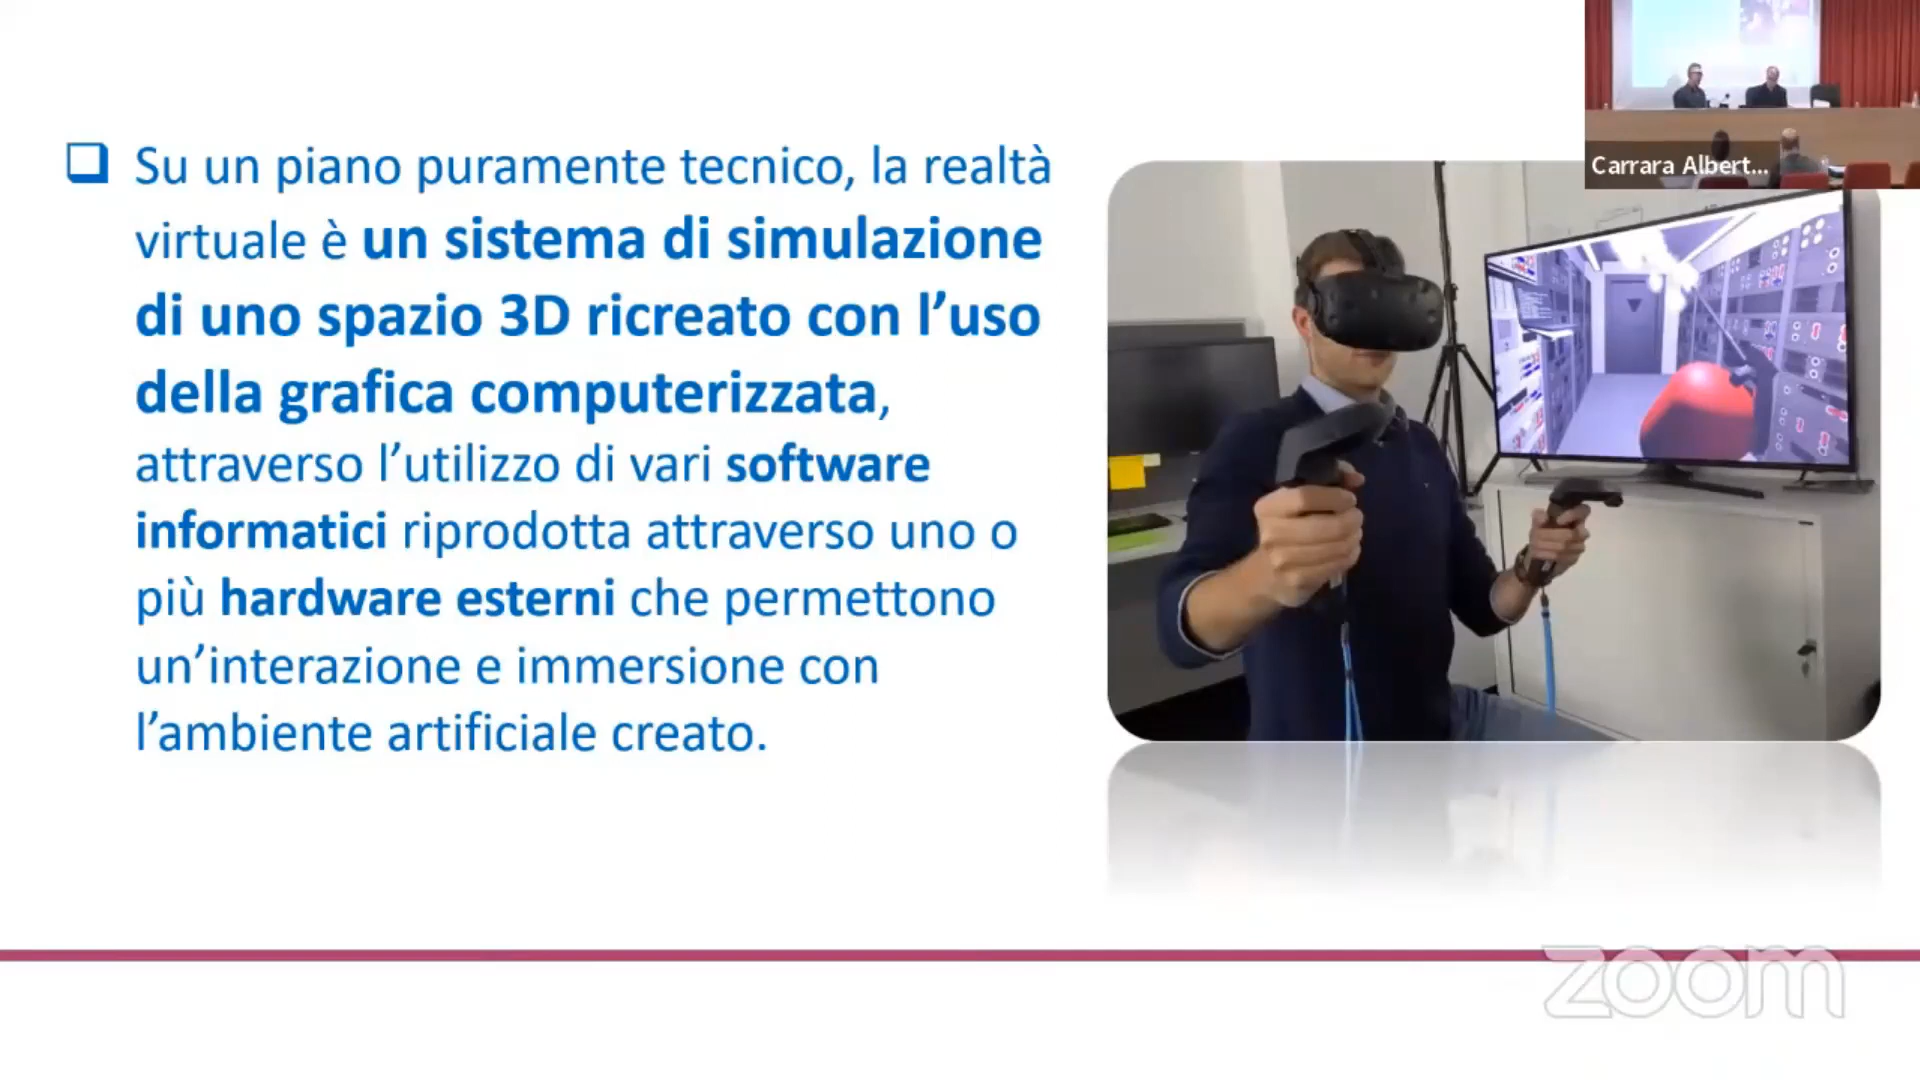 Su un piano puramente tecnico, la realtà
virtuale è un sistema di simulazione
di uno spazio 3D ricreato con l’uso
della grafica computerizzata,
attraverso l’utilizzo di vari software
informatici riprodotta attraverso uno o
più hardware esterni che permettono
un’interazione e immersione con
l’ambiente artificiale creato.
Carrara Albert...
zoom